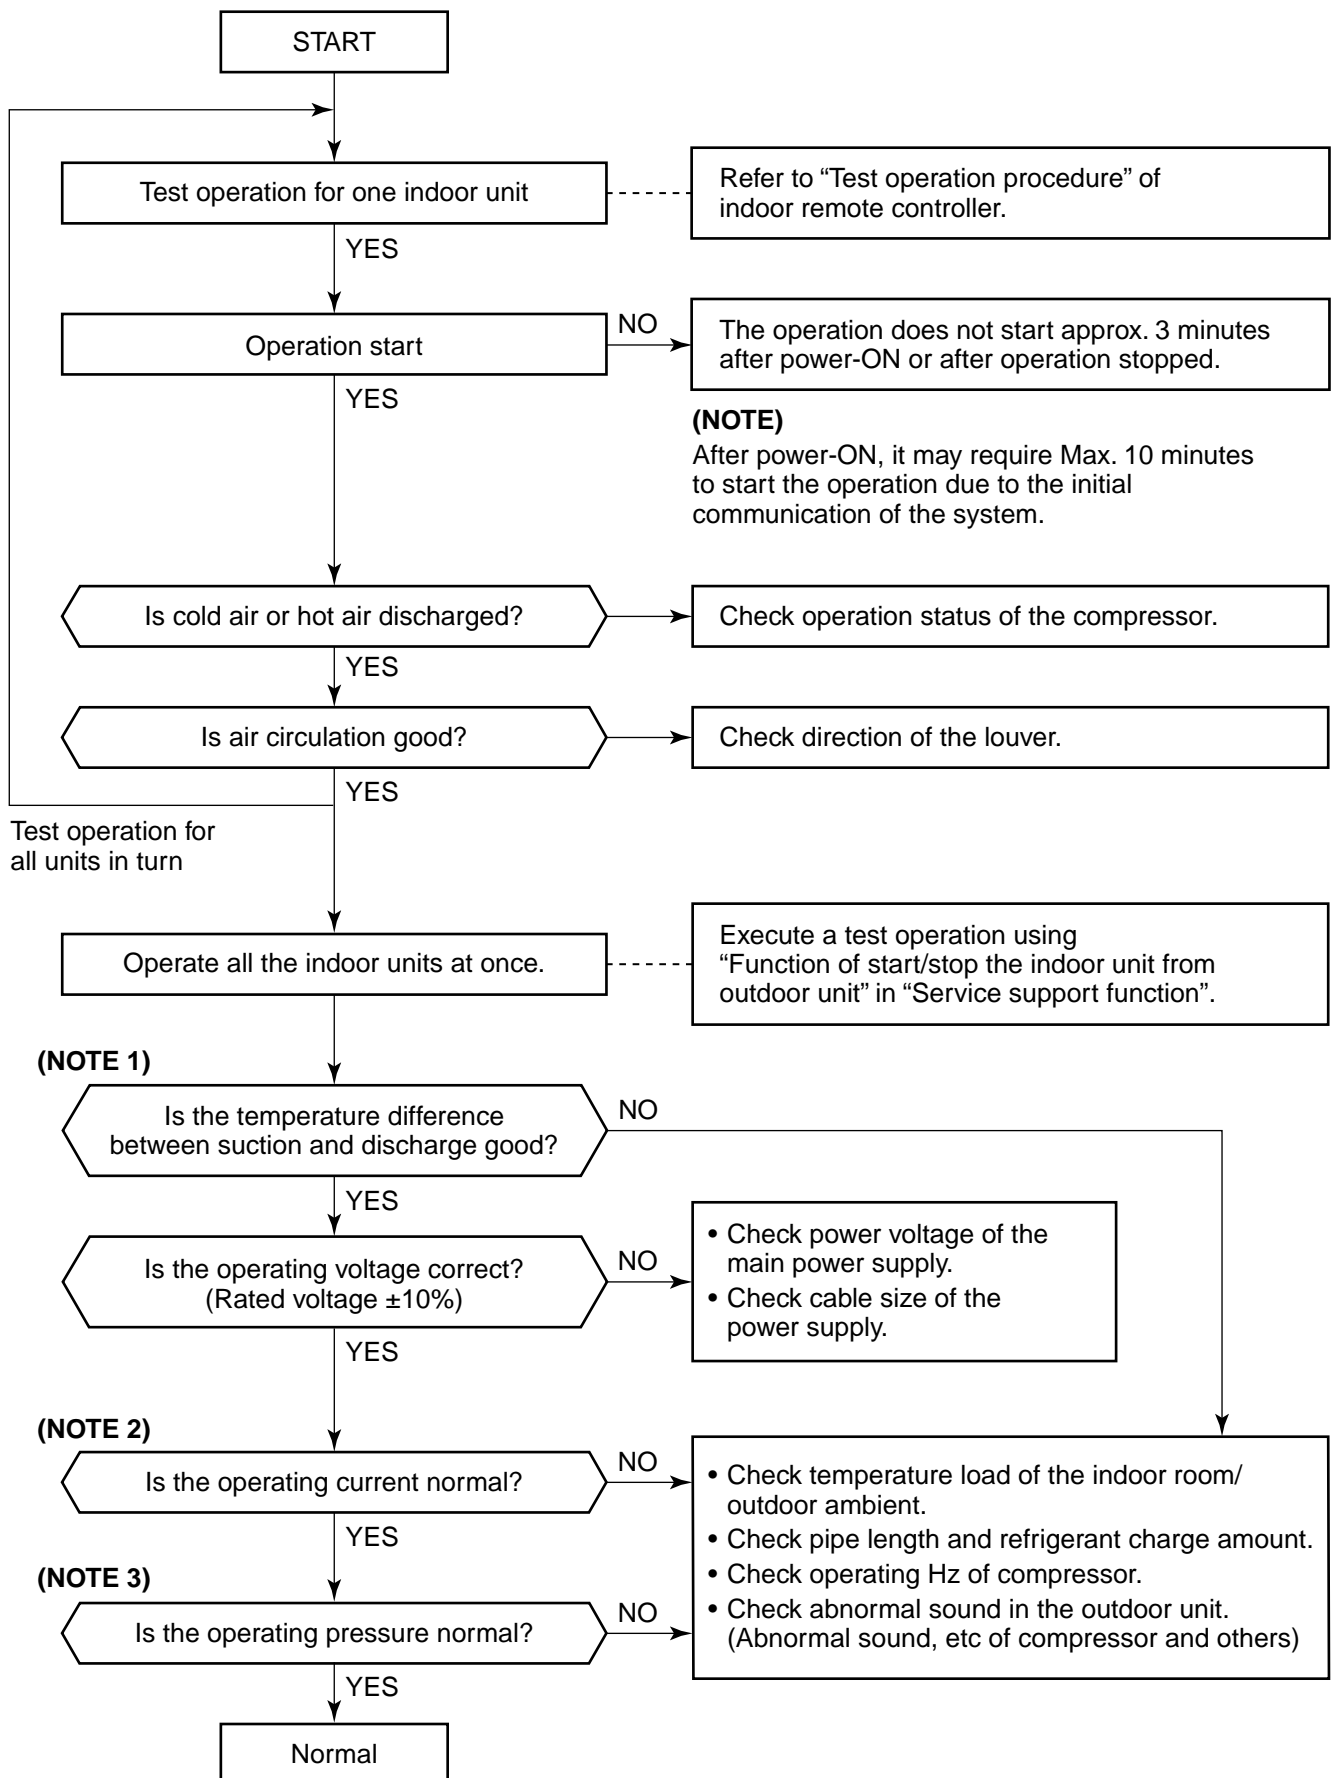 START
Test operation for one indoor unit
Refer to “Test operation procedure” of
indoor remote controller.
YES
Operation start
NO
The operation does not start approx. 3 minutes
after power-ON or after operation stopped.
YES
(NOTE)
After power-ON, it may require Max. 10 minutes
to start the operation due to the initial
communication of the system.
Is cold air or hot air discharged?
Check operation status of the compressor.
YES
Is air circulation good?
Check direction of the louver.
YES
Test operation for
all units in turn
Operate all the indoor units at once.
Execute a test operation using
“Function of start/stop the indoor unit from
outdoor unit” in “Service support function”.
(NOTE 1)
Is the temperature difference
between suction and discharge good?
NO
YES
Is the operating voltage correct?
(Rated voltage ±10%)
NO
• Check power voltage of the
main power supply.
• Check cable size of the
power supply.
YES
(NOTE 2)
Is the operating current normal?
NO
• Check temperature load of the indoor room/
outdoor ambient.
• Check pipe length and refrigerant charge amount.
• Check operating Hz of compressor.
• Check abnormal sound in the outdoor unit.
(Abnormal sound, etc of compressor and others)
YES
(NOTE 3)
Is the operating pressure normal?
NO
YES
Normal